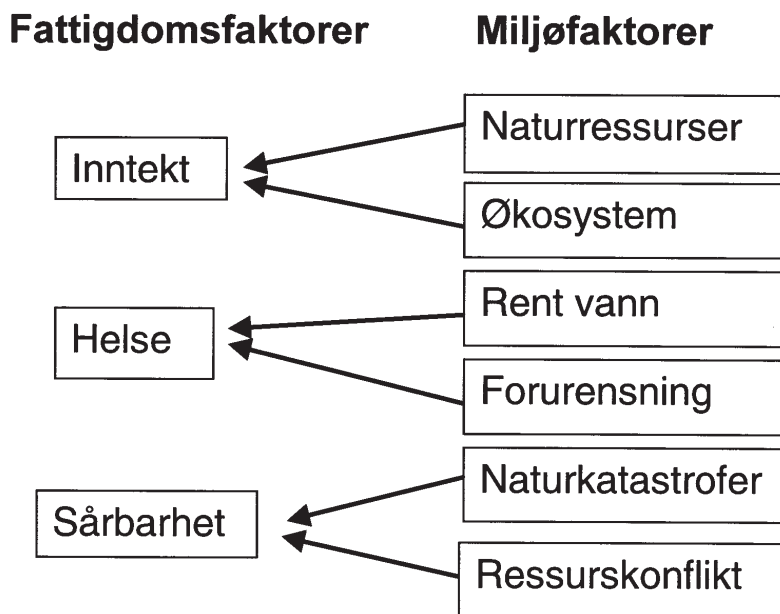 Fattigdomsfaktorer
Miljøfaktorer
Inntekt
Naturressurser
Økosystem
Helse
Rent vann
Forurensning
Sårbarhet
Naturkatastrofer
Ressurskonflikt